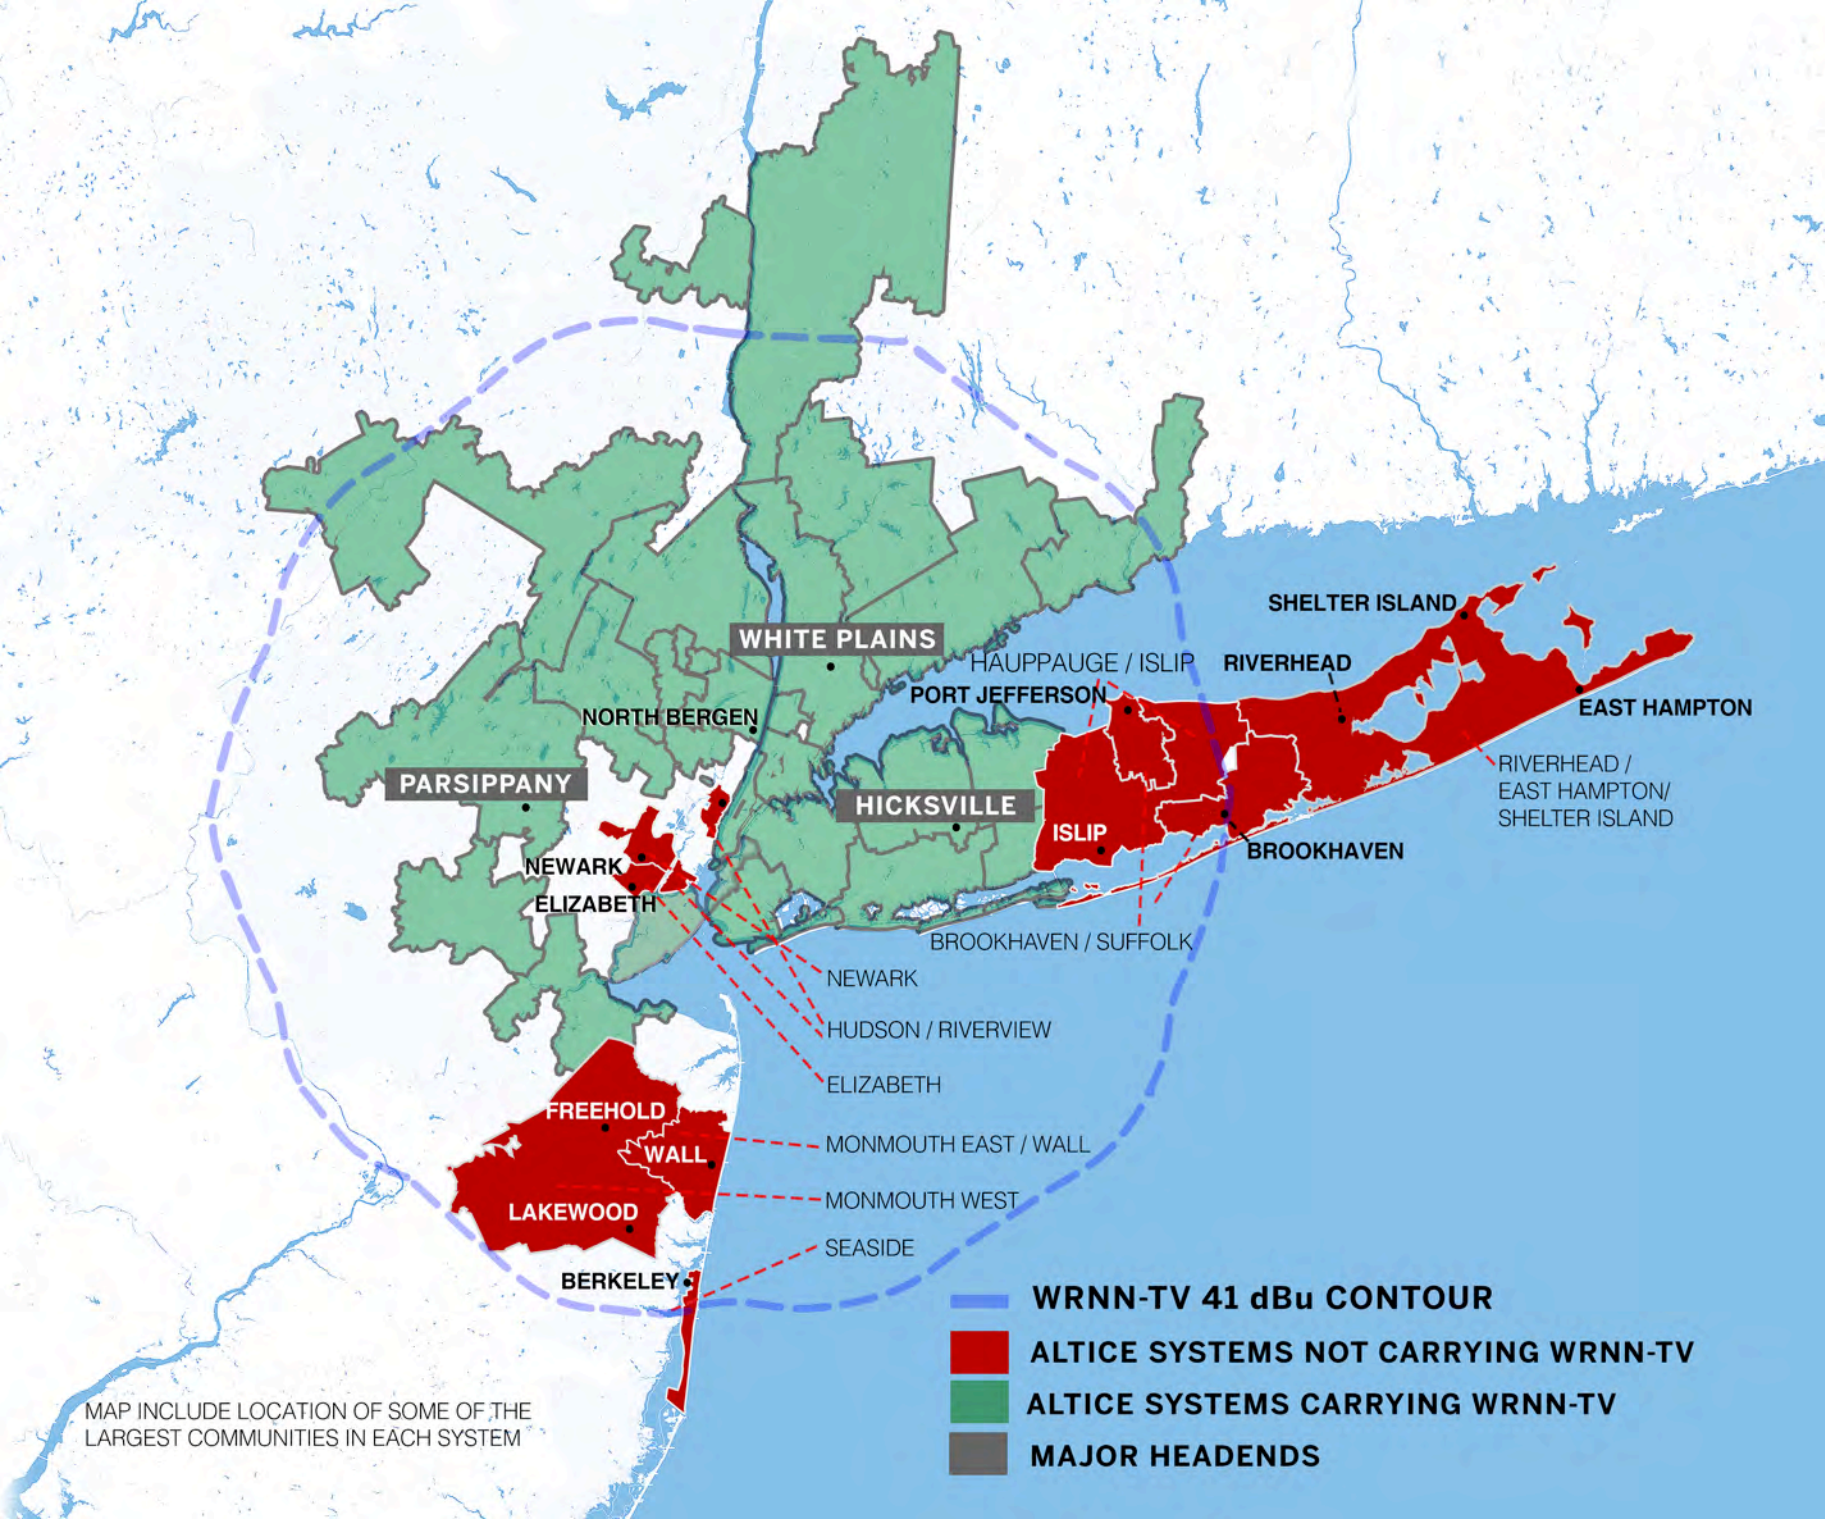 SHELTER ISLAND
WHITE PLAINS
HAUPPAUGE / ISLIP
RIVERHEAD
PORT JEFFERSON
NORTH BERGEN
EAST HAMPTON
PARSIPPANY
HICKSVILLE
RIVERHEAD /
EAST HAMPTON/
SHELTER ISLAND
ISLIP
BROOKHAVEN
NEWARK
ELIZABETH
BROOKHAVEN / SUFFOLK
NEWARK
HUDSON / RIVERVIEW
ELIZABETH
FREEHOLD
MONMOUTH EAST / WALL
WALL
MONMOUTH WEST
LAKEWOOD
SEASIDE
BERKELEY
WRNN-TV 41 dBu CONTOUR
ALTICE SYSTEMS NOT CARRYING WRNN-TV
ALTICE SYSTEMS CARRYING WRNN-TV
MAJOR HEADENDS
MAP INCLUDE LOCATION OF SOME OF THE
LARGEST COMMUNITIES IN EACH SYSTEM